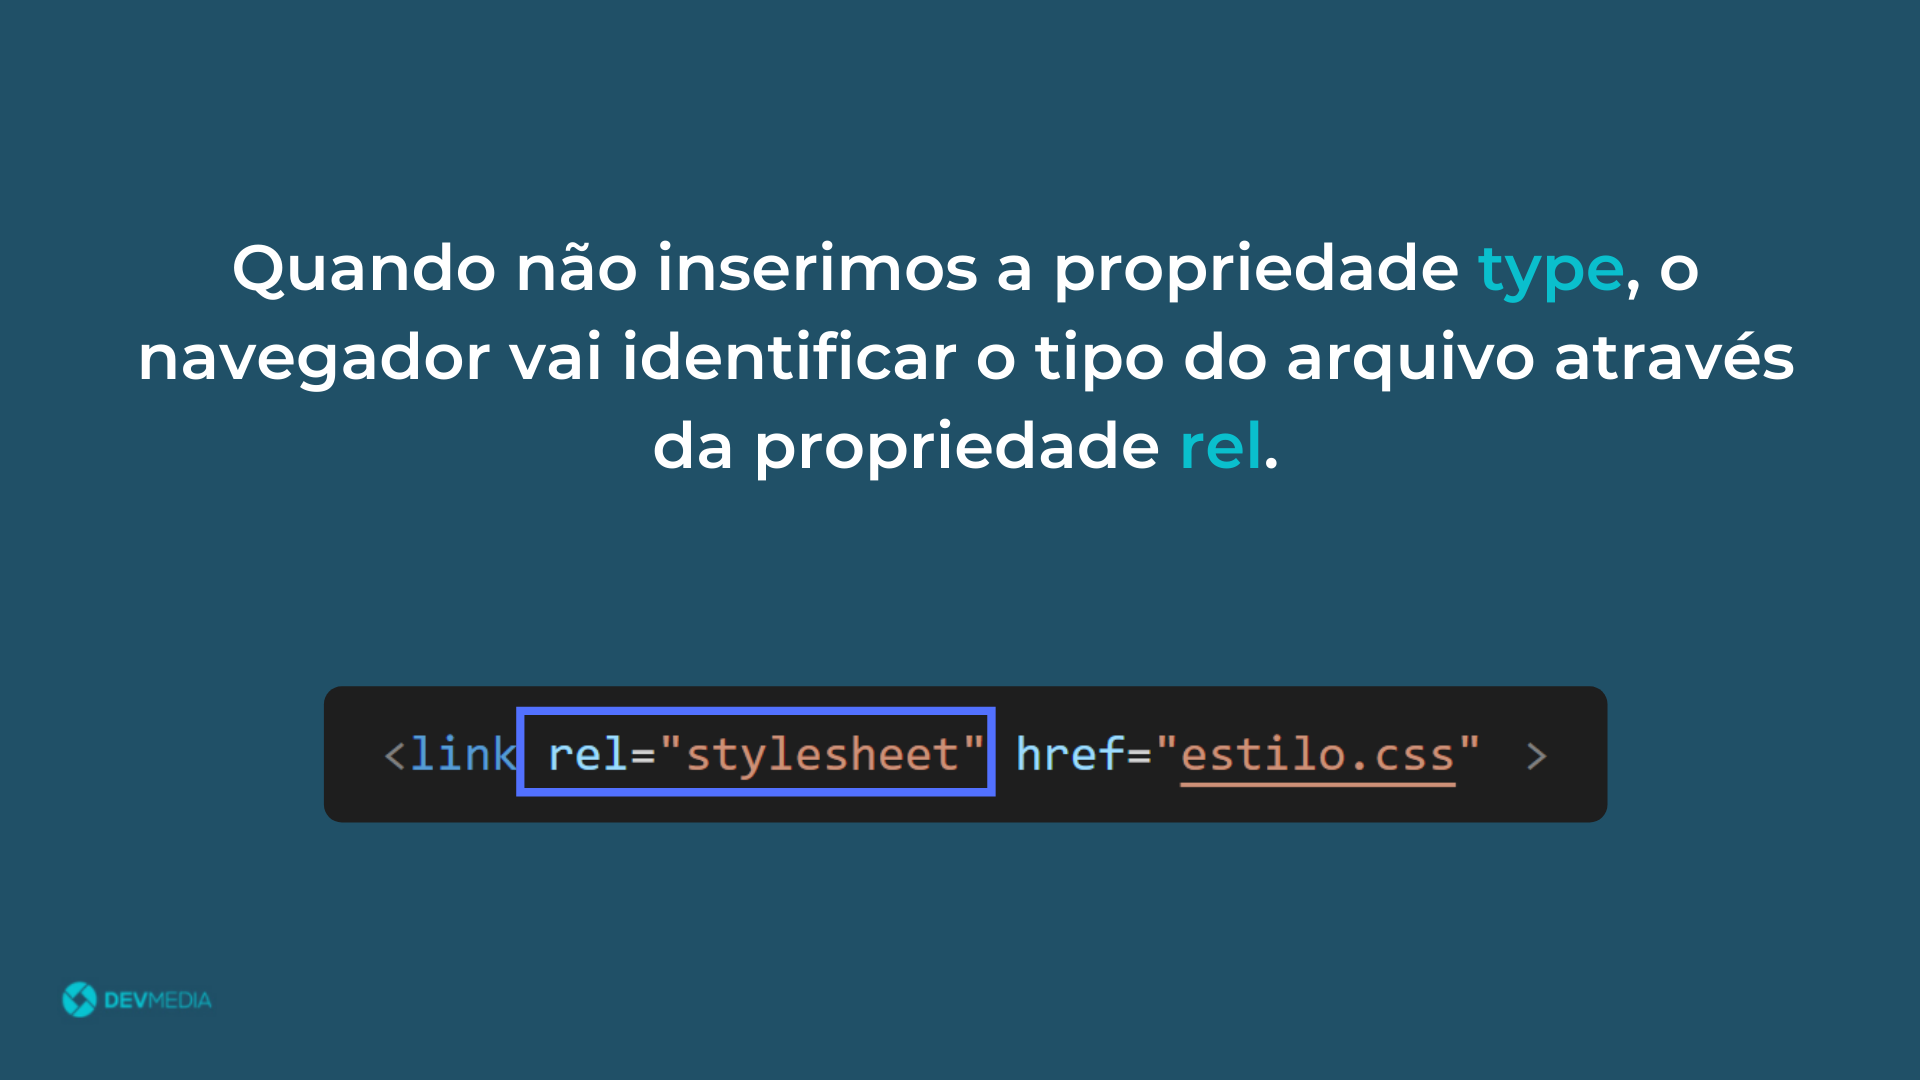 Quando não inserimos a propriedade type, o
navegador vai identificar o tipo do arquivo através
da propriedade rel.
<link rel="stylesheet" href="estilo.css" >
DEVMEDIA